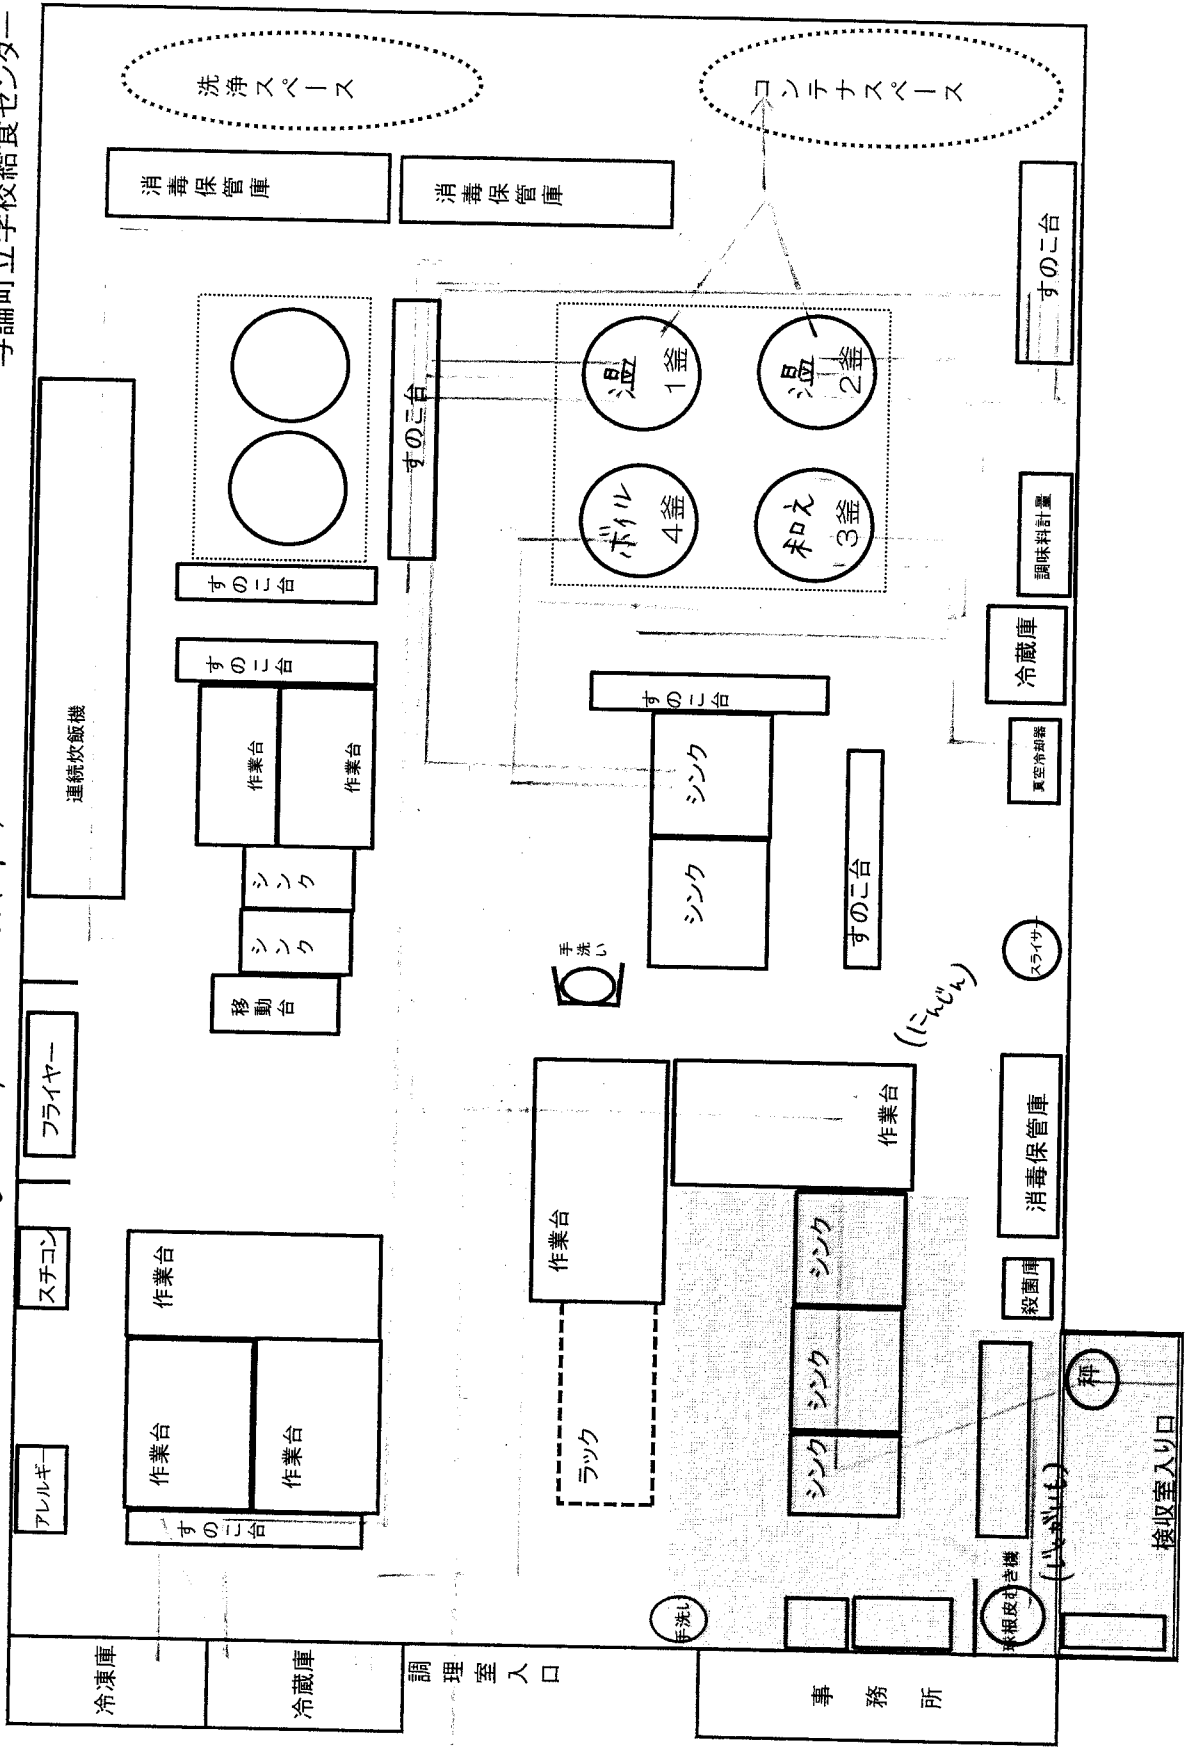 与論町立学校給食センター
洗浄スペース
コンテナスペース
消毒保管庫
消毒保管庫
すのこ台
すのこ台
温
1釜
温
2釜
ボイル
4釜
和え
3釜
連続炊飯機
すのこ台
すのこ台
作業台
作業台
シンク
シンク
移動台
調味料計量
冷蔵庫
真空冷却器
すのこ台
シンク
シンク
すのこ台
手洗い
スライサー
(にんじん)
フライヤー
スチコン
アレルギー
作業台
作業台
作業台
すのこ台
作業台
作業台
ラック
シンク
シンク
シンク
消毒保管庫
殺菌庫
秤
(じゃがいも)
検収室入り口
球根皮むき機
手洗い
冷凍庫
冷蔵庫
調理室入口
事務所